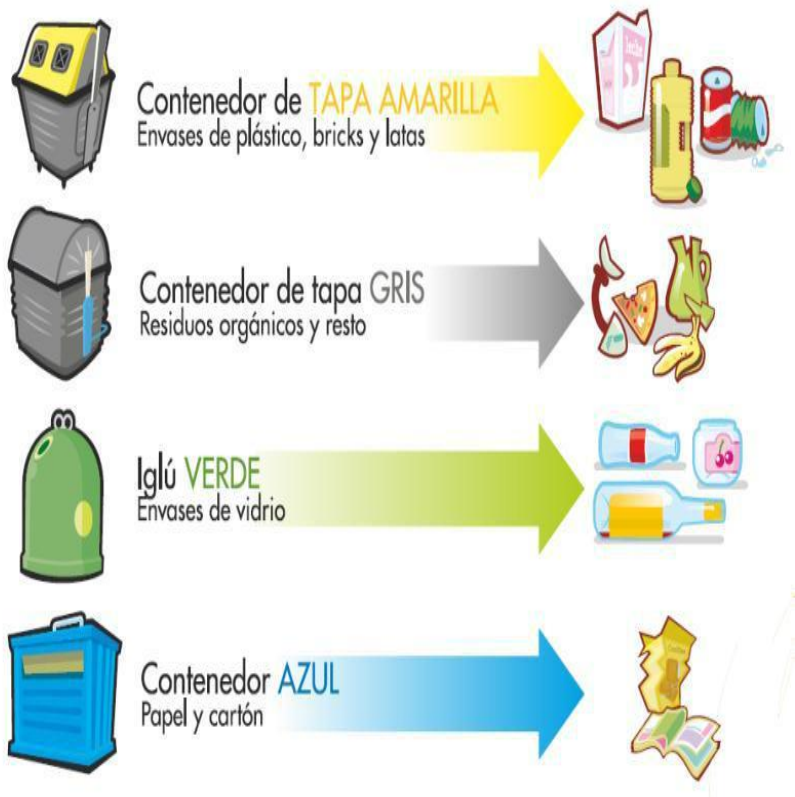 Contenedor de TAPA AMARILLA
Envases de plástico, bricks y latas
Contenedor de tapa GRIS
Residuos orgánicos y resto
Iglú VERDE
Envases de vidrio
Contenedor AZUL
Papel y cartón